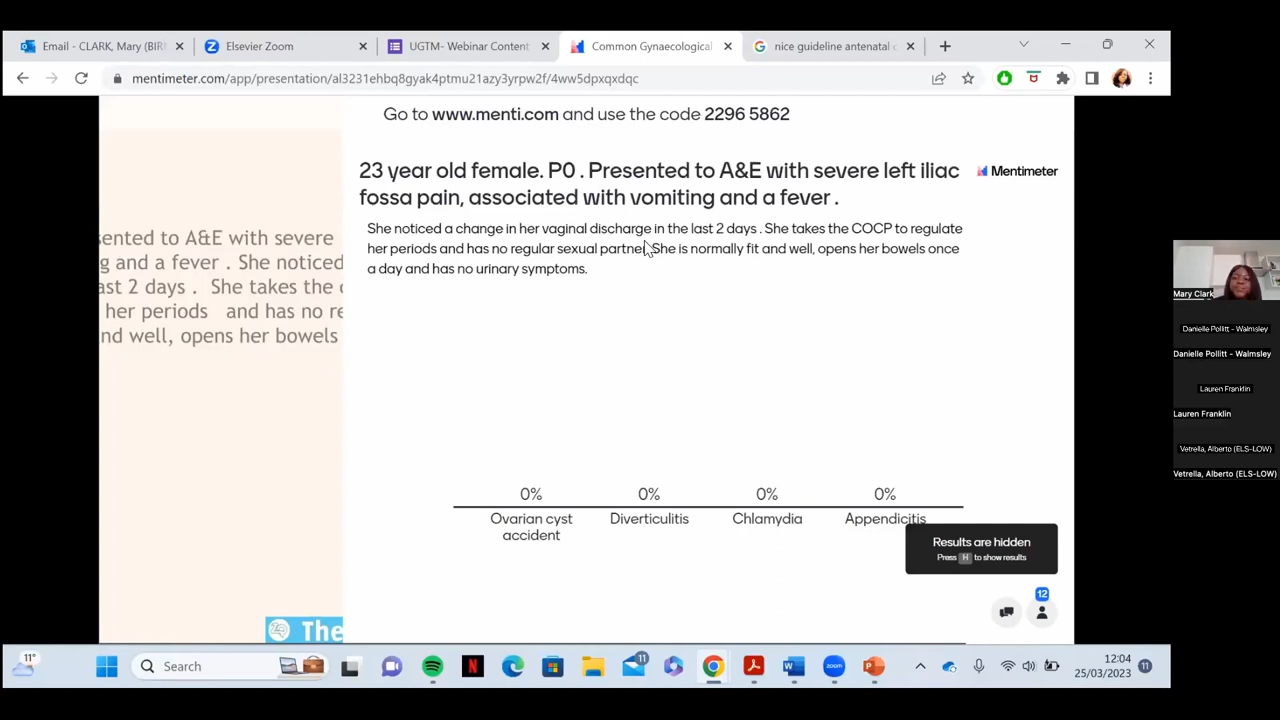 Email - CLARK, Mary (BIR
Elsevier Zoom
UGTM- Webinar Content
Common Gynaecological
nice guideline antenatal c
mentimeter.com/app/presentation/al3231ehbq8gyak4ptmu21azy3yrpw2f/4ww5dpxqxdqc
Go to www.menti.com and use the code 2296 5862
23 year old female. P0 . Presented to A&E with severe left iliac
fossa pain, associated with vomiting and a fever .
Mentimeter
She noticed a change in her vaginal discharge in the last 2 days . She takes the COCP to regulate
her periods and has no regular sexual partner. She is normally fit and well, opens her bowels once
a day and has no urinary symptoms.
sented to A&E with severe
g and a fever . She noticed
ast 2 days . She takes the c
her periods and has no re
nd well, opens her bowels
0%
0%
0%
0%
Ovarian cyst
accident
Diverticulitis
Chlamydia
Appendicitis
Results are hidden
Press H to show results
12
The
Mary Clark
Danielle Pollitt - Walmsley
Danielle Pollitt - Walmsley
Lauren Franklin
Lauren Franklin
Vetrella, Alberto (ELS-LOW)
Vetrella, Alberto (ELS-LOW)
11°
Search
11
zoom
12:04
25/03/2023
11